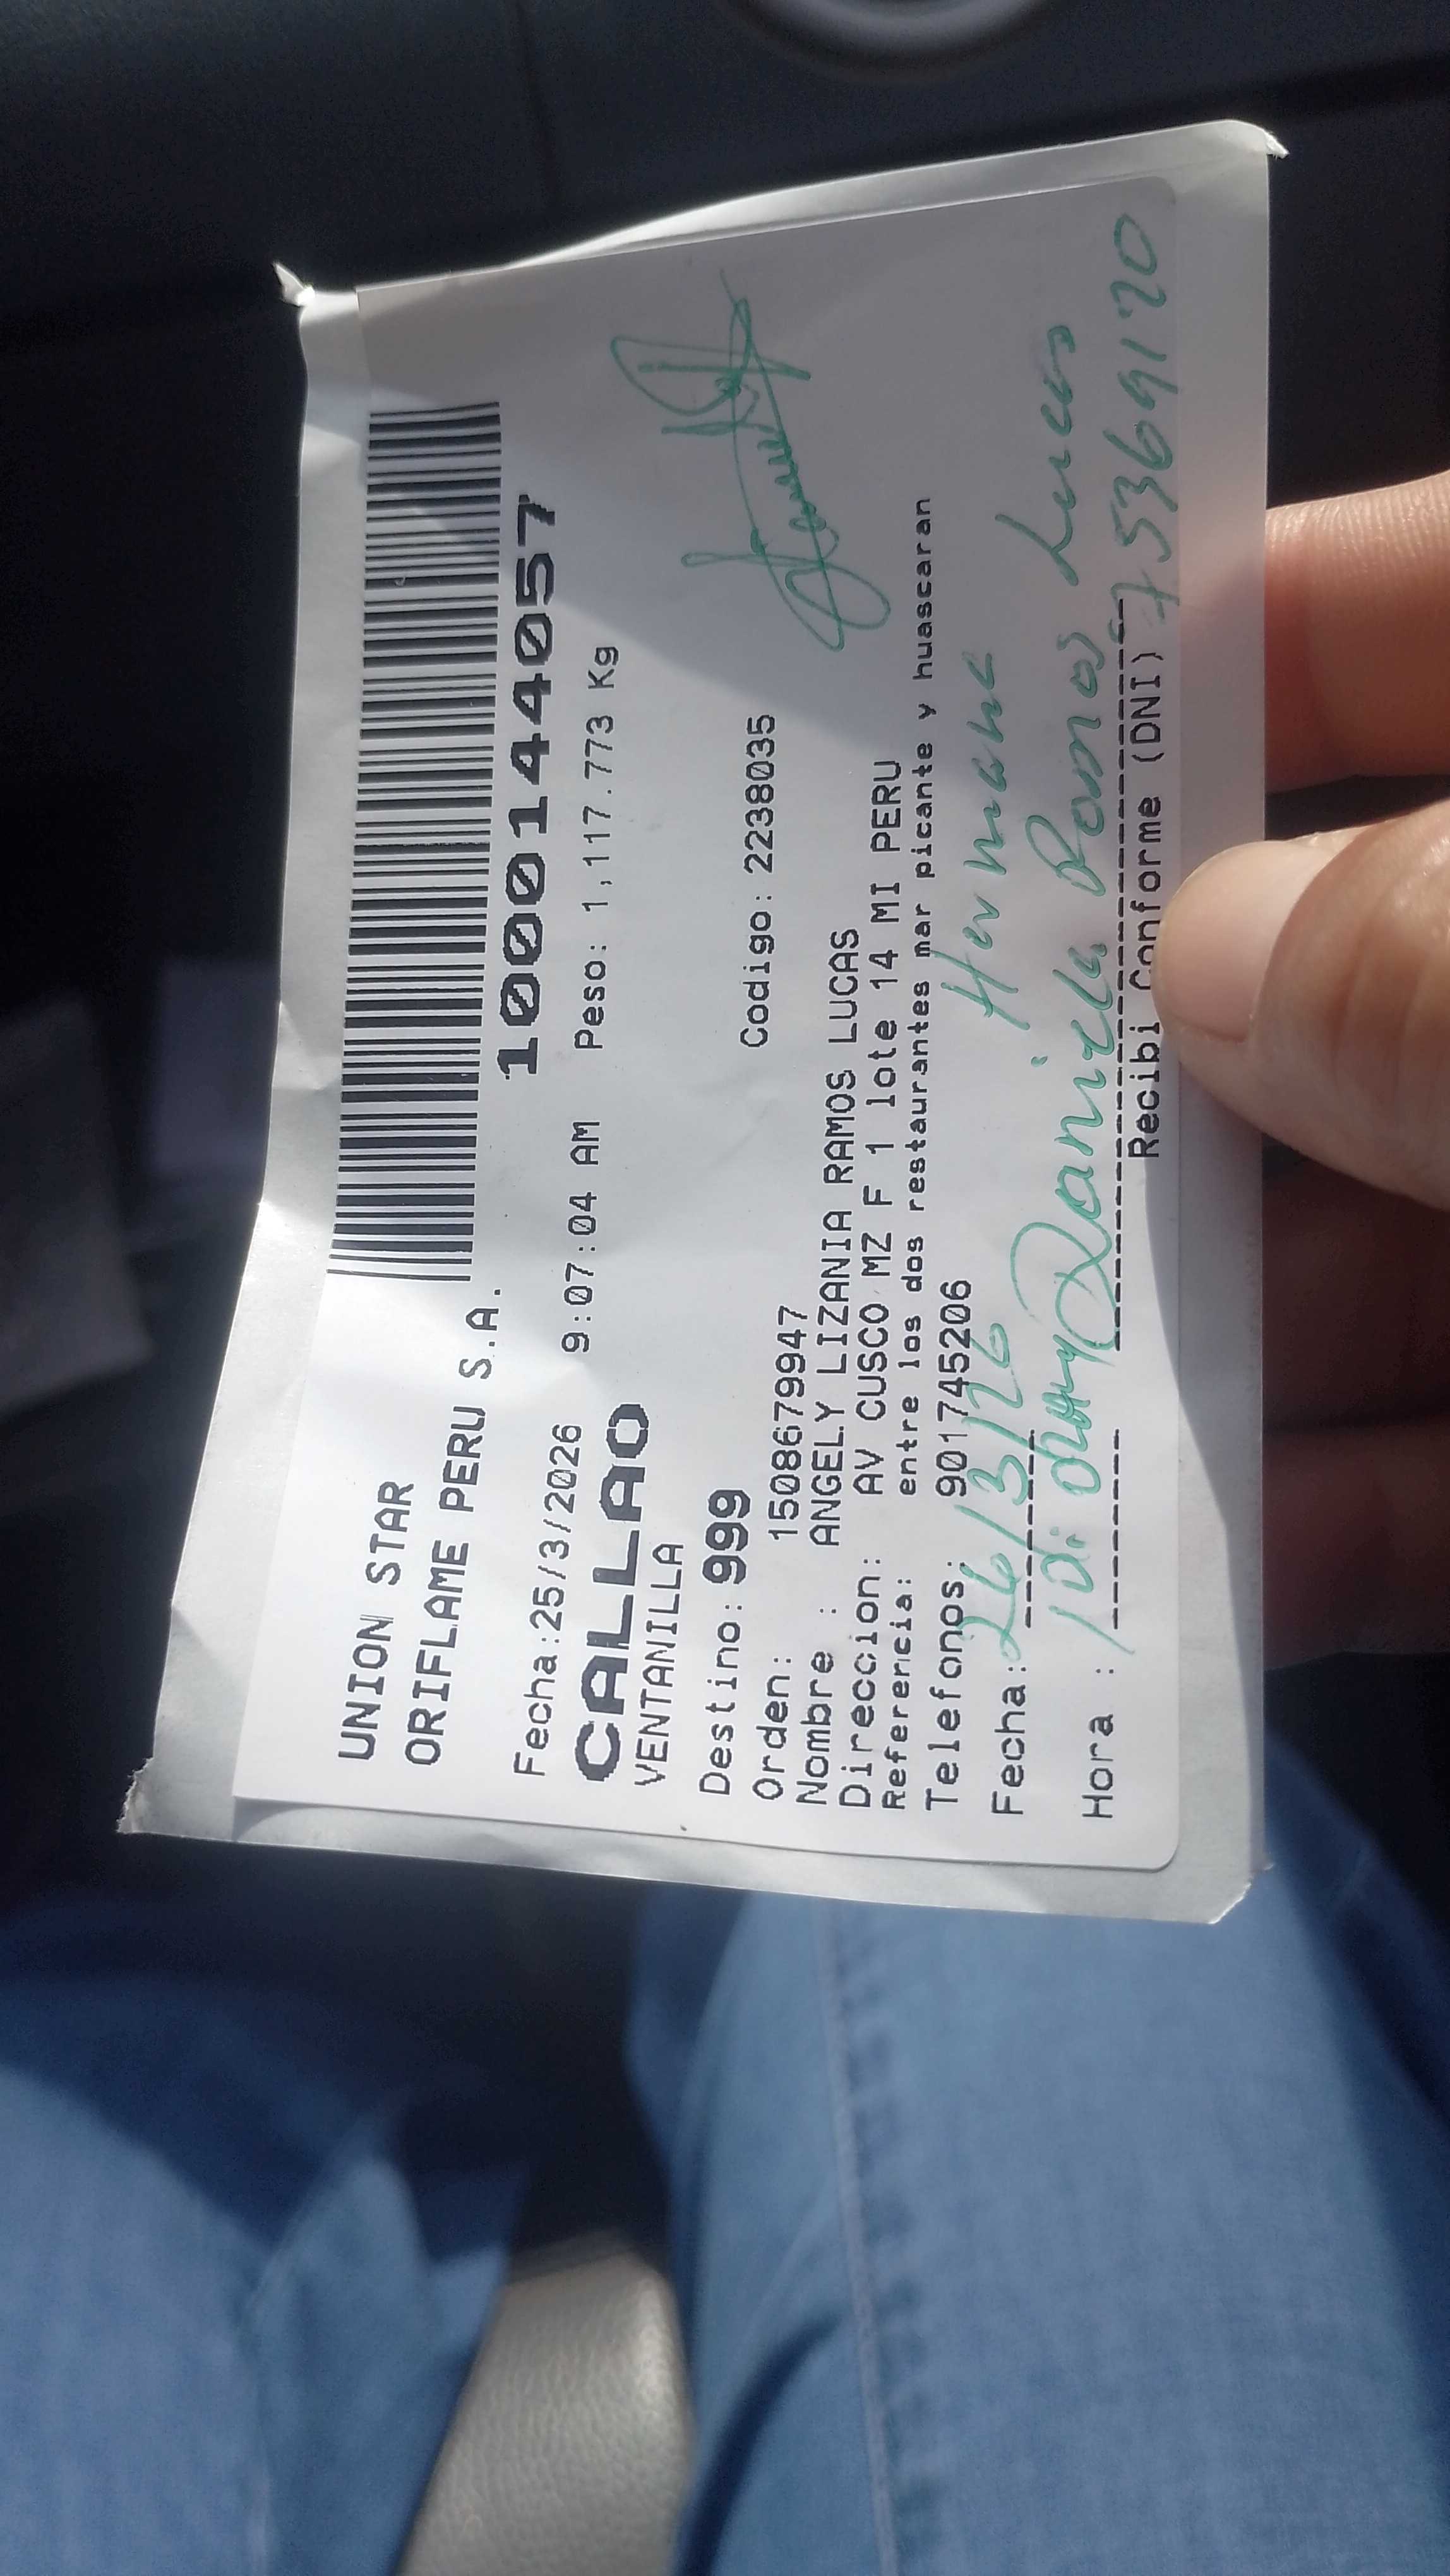 UNION STAR
ORIFLAME PERU S.A.
1000144057
Fecha:25/3/2026 9:07:04 AM Peso: 1,117.773 Kg
CALLAO
VENTANILLA
Destino: 999 Codigo: 2238035
Orden: 1508679947
Nombre : ANGELY LIZANIA RAMOS LUCAS
Direccion: AV CUSCO MZ F 1 lote 14 MI PERU
Referencia: entre los dos restaurantes mar picante y huascaran
Telefonos: 901745206
Fecha: 26/3/26 Hermana
Hora : Daniela Ramos Lucas
Recibi Conforme (DNI) 75369120